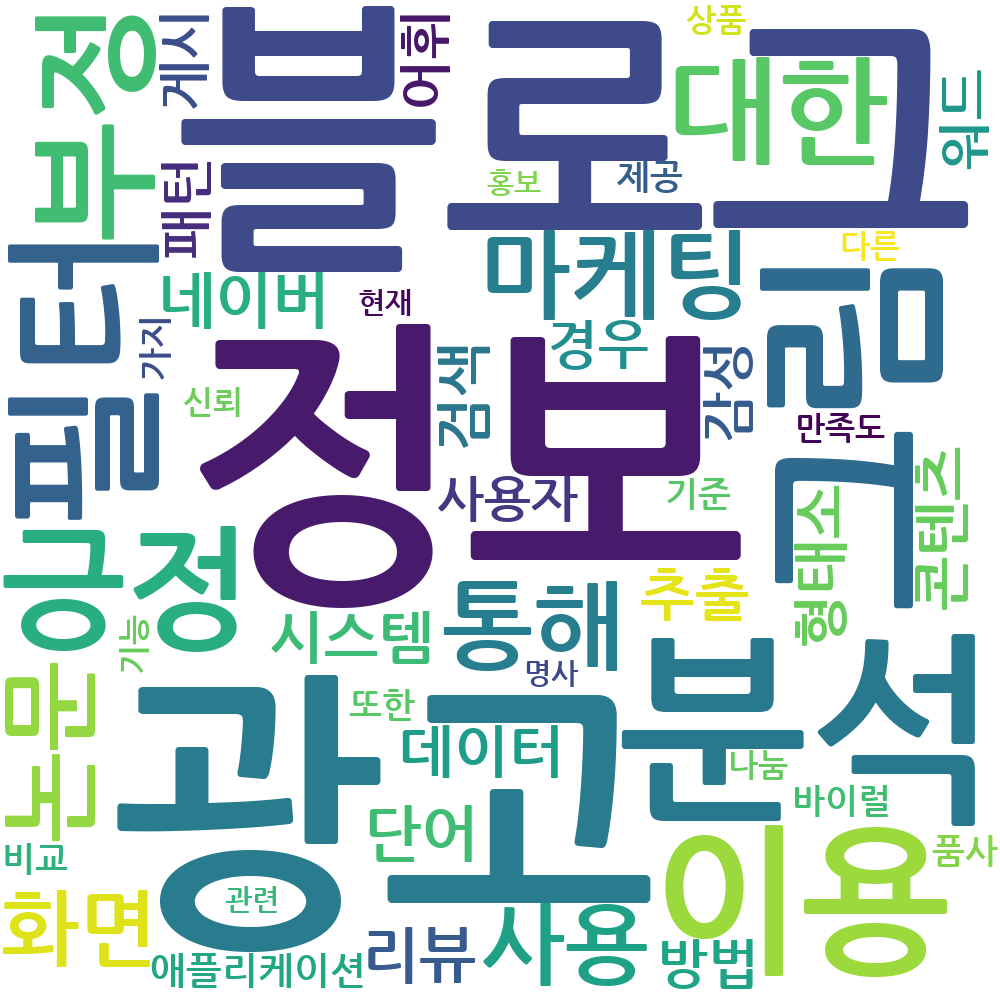 부정
게시
블로그
어휘
상품
대한
워드
패턴
홍보
제공
다른
필터
네이버
현재
마케팅
그림
가지
경우
검색
감성
정보
신뢰
만족도
사용자
기준
형태소
콘텐츠
긍정
기능
시스템
통해
추출
명사
분석
논문
광고
또한
데이터
나눔
바이럴
단어
비교
이용
품사
화면
관련
리뷰
사용
방법
애플리케이션